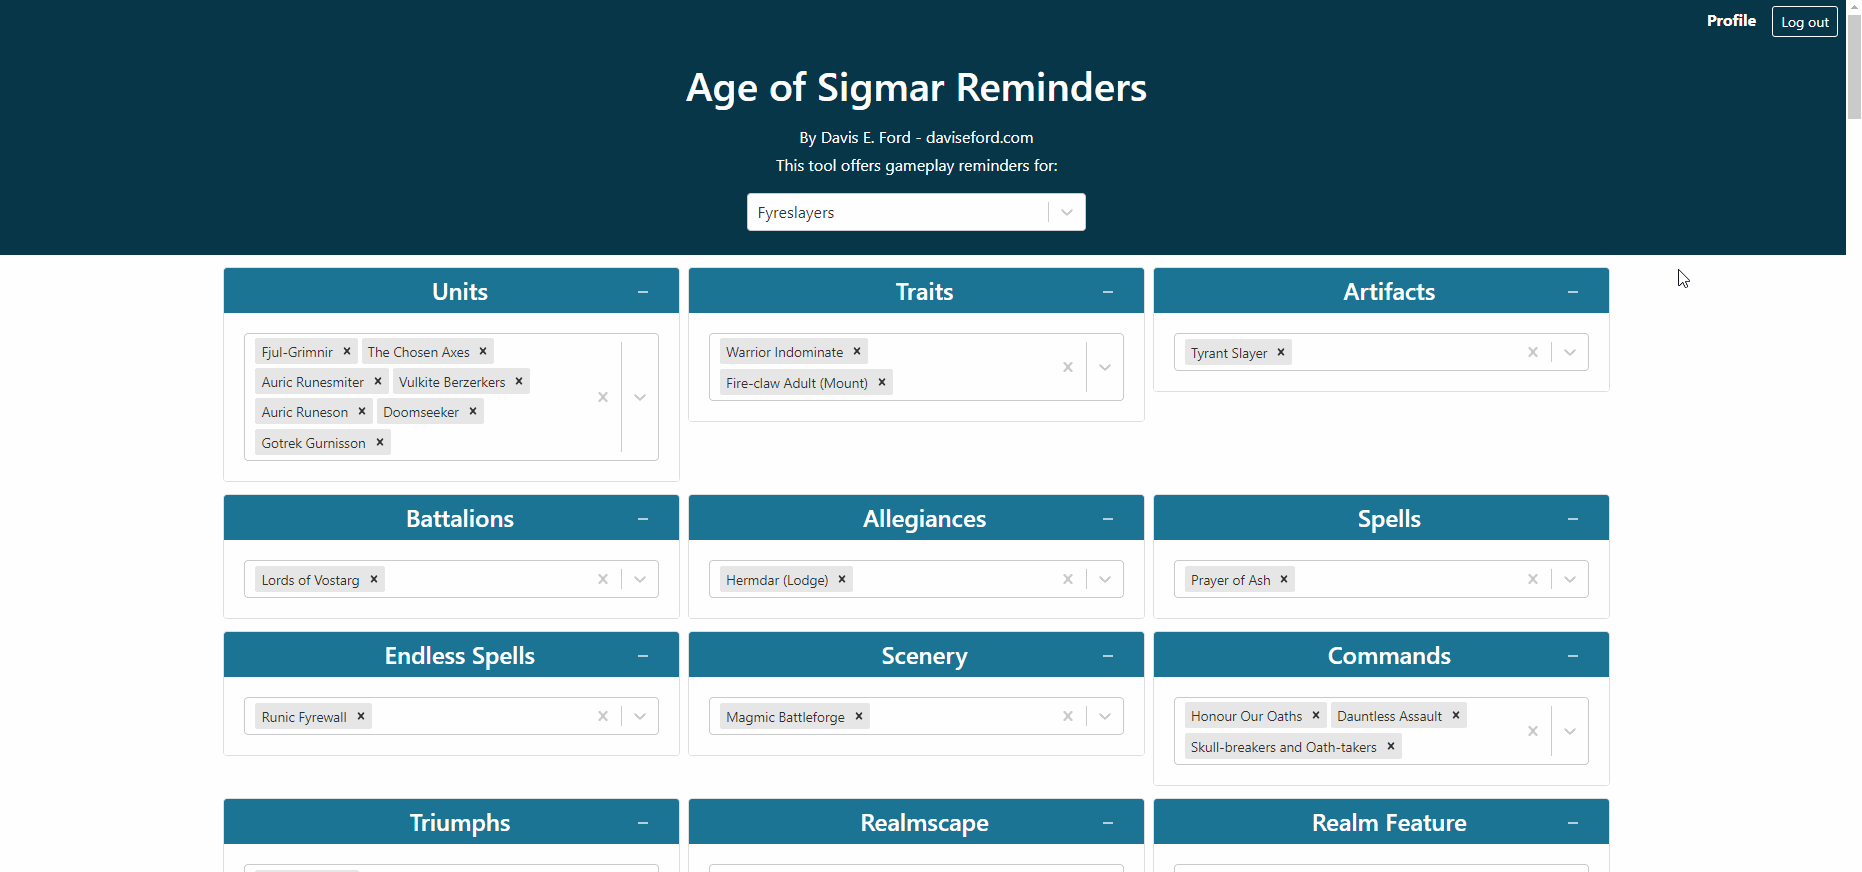 Profile
Log out
Age of Sigmar Reminders
By Davis E. Ford - daviseford.com
This tool offers gameplay reminders for:
Fyreslayers
Units
Fjul-Grimnir × The Chosen Axes ×
Auric Runesmiter × Vulkite Berzerkers ×
Auric Runeson × Doomseeker ×
Gotrek Gurnisson ×
Traits
Warrior Indominate ×
Fire-claw Adult (Mount) ×
Artifacts
Tyrant Slayer ×
Battalions
Lords of Vostarg ×
Allegiances
Hermdar (Lodge) ×
Spells
Prayer of Ash ×
Endless Spells
Runic Fyrewall ×
Scenery
Magmic Battleforge ×
Commands
Honour Our Oaths × Dauntless Assault ×
Skull-breakers and Oath-takers ×
Triumphs
Realmscape
Realm Feature